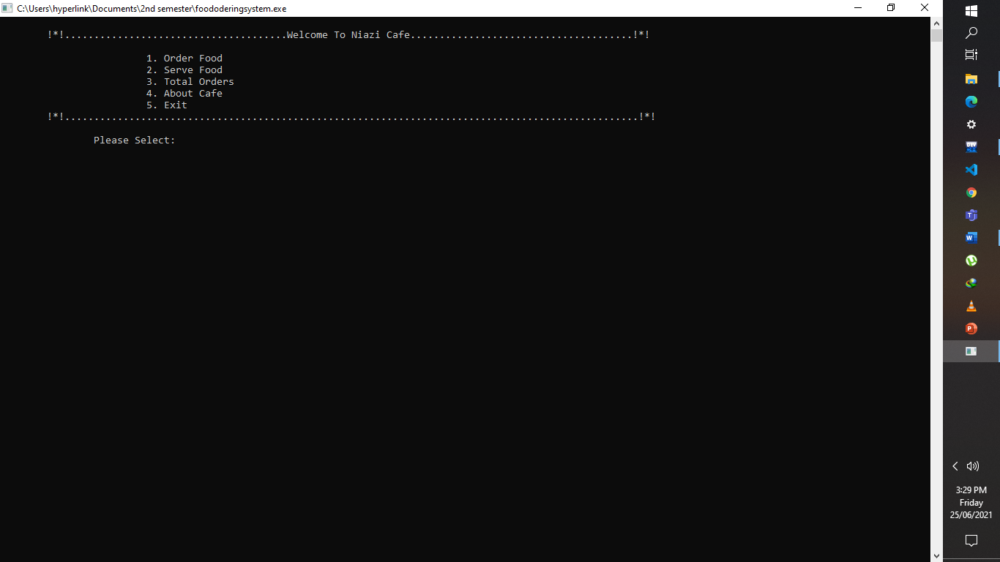 C:\Users\hyperlink\Documents\2nd semester\foododeringsystem.exe
!*!......................................Welcome To Niazi Cafe......................................!*!
1. Order Food
2. Serve Food
3. Total Orders
4. About Cafe
5. Exit
!*!..................................................................................................!*!
Please Select:
DEV
T
W
P
3:29 PM
Friday
25/06/2021